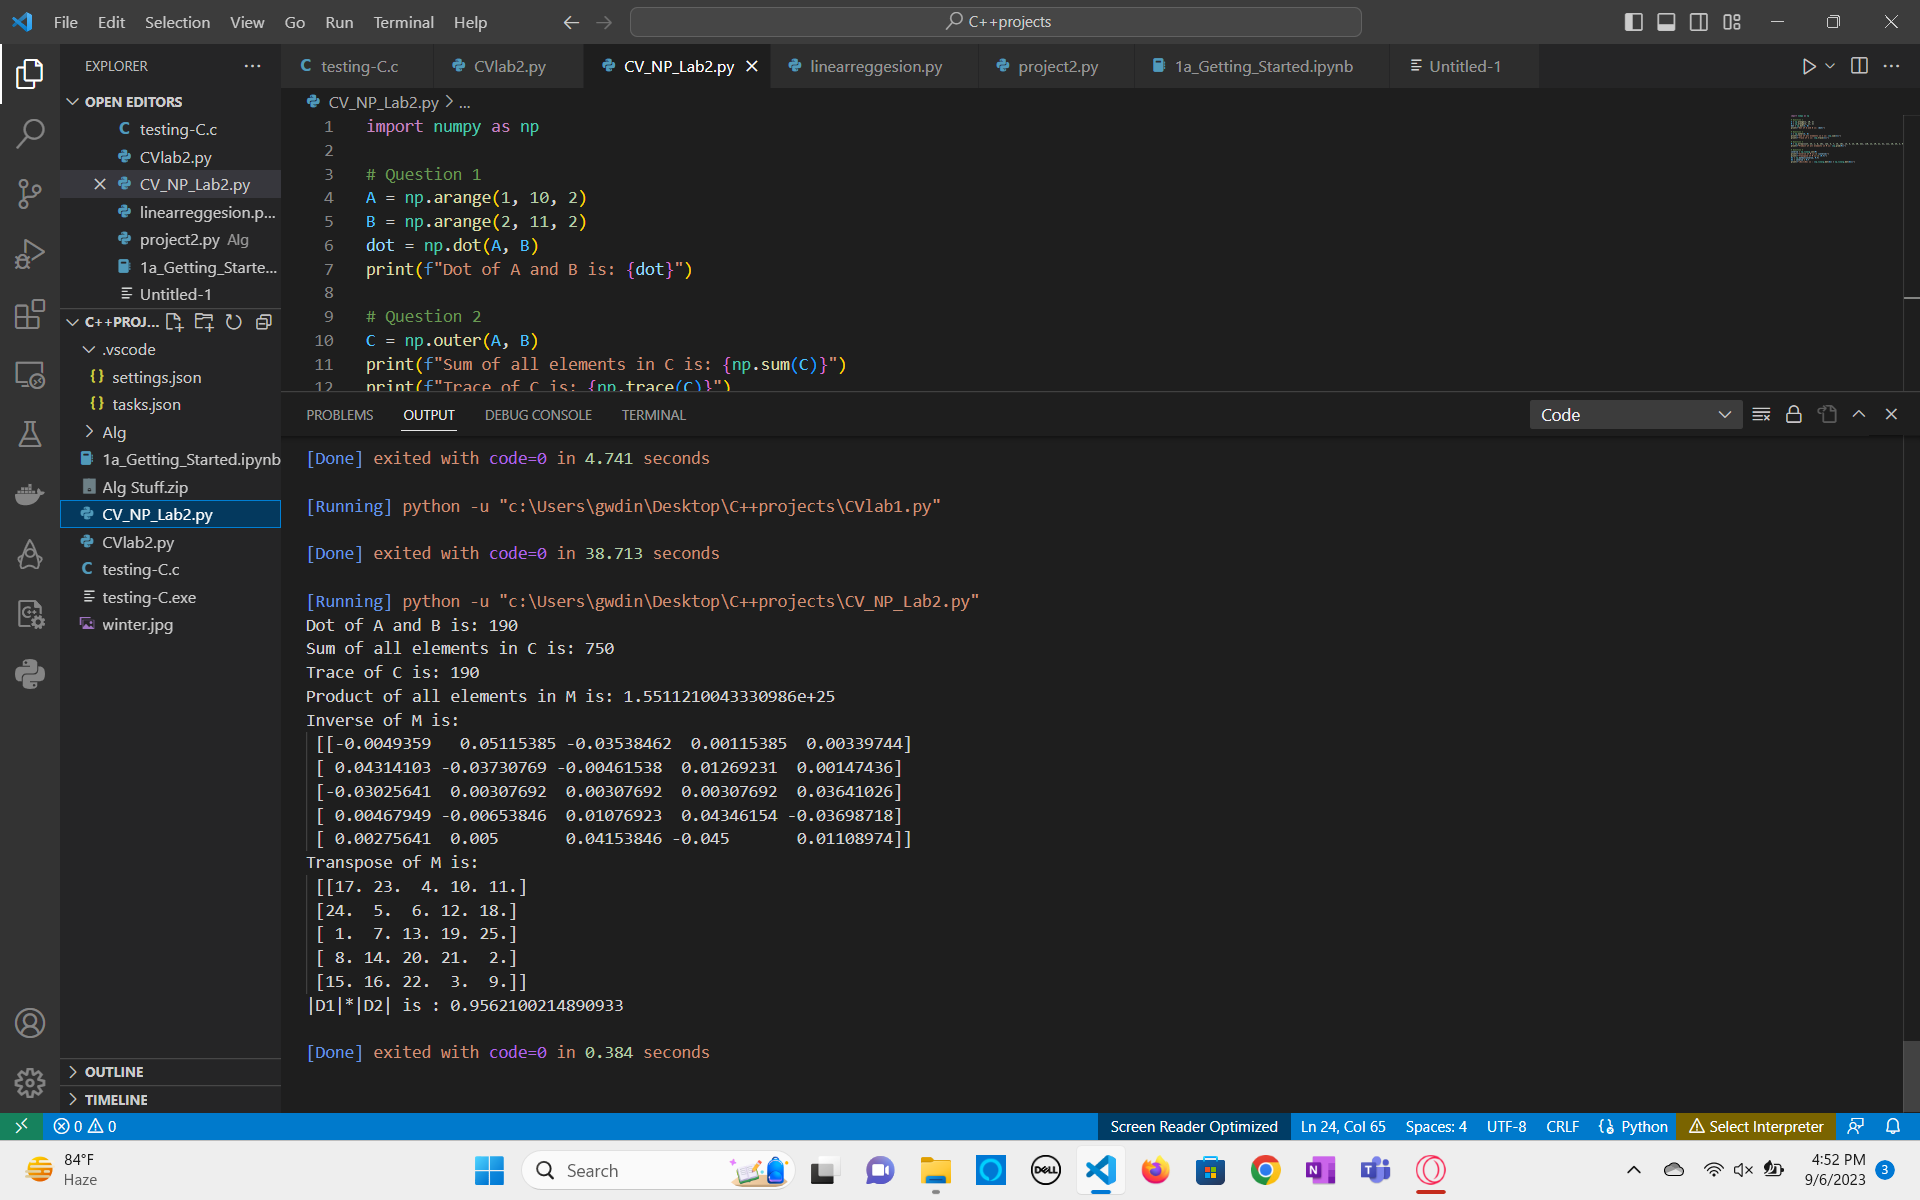 File Edit Selection View Go Run Terminal Help
C++projects
EXPLORER
OPEN EDITORS
testing-C.c
CVlab2.py
CV_NP_Lab2.py
linearreggesion.p...
project2.py Alg
1a_Getting_Starte...
Untitled-1
C++PROJ...
.vscode
settings.json
tasks.json
Alg
1a_Getting_Started.ipynb
Alg Stuff.zip
CV_NP_Lab2.py
CVlab2.py
testing-C.c
testing-C.exe
winter.jpg
OUTLINE
TIMELINE
testing-C.c CVlab2.py CV_NP_Lab2.py linearreggesion.py project2.py 1a_Getting_Started.ipynb Untitled-1
CV_NP_Lab2.py > ...
1 import numpy as np
2
3 # Question 1
4 A = np.arange(1, 10, 2)
5 B = np.arange(2, 11, 2)
6 dot = np.dot(A, B)
7 print(f"Dot of A and B is: {dot}")
8
9 # Question 2
10 C = np.outer(A, B)
11 print(f"Sum of all elements in C is: {np.sum(C)}")
12 print(f"Trace of C is: {np.trace(C)}")
PROBLEMS OUTPUT DEBUG CONSOLE TERMINAL
Code
[Done] exited with code=0 in 4.741 seconds
[Running] python -u "c:\Users\gwdin\Desktop\C++projects\CVlab1.py"
[Done] exited with code=0 in 38.713 seconds
[Running] python -u "c:\Users\gwdin\Desktop\C++projects\CV_NP_Lab2.py"
Dot of A and B is: 190
Sum of all elements in C is: 750
Trace of C is: 190
Product of all elements in M is: 1.5511210043330986e+25
Inverse of M is:
[[-0.0049359 0.05115385 -0.03538462 0.00115385 0.00339744]
[ 0.04314103 -0.03730769 -0.00461538 0.01269231 0.00147436]
[-0.03025641 0.00307692 0.00307692 0.00307692 0.03641026]
[ 0.00467949 -0.00653846 0.01076923 0.04346154 -0.03698718]
[ 0.00275641 0.005 0.04153846 -0.045 0.01108974]]
Transpose of M is:
[[17. 23. 4. 10. 11.]
[24. 5. 6. 12. 18.]
[ 1. 7. 13. 19. 25.]
[ 8. 14. 20. 21. 2.]
[15. 16. 22. 3. 9.]]
|D1|*|D2| is : 0.9562100214890933
[Done] exited with code=0 in 0.384 seconds
0 0
Screen Reader Optimized Ln 24, Col 65 Spaces: 4 UTF-8 CRLF Python Select Interpreter
84°F
Haze
Search
DELL
4:52 PM
9/6/2023
3